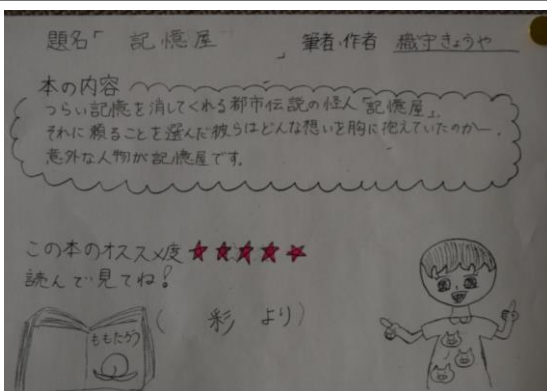 題名「 記憶屋 」 筆者・作者 織守きょうや
本の内容
つらい記憶を消してくれる都市伝説の怪人「記憶屋」。
それに頼ることを選んだ彼らはどんな想いを胸に抱えていたのかー。
意外な人物が記憶屋です。
この本のオススメ度 ★★★★★
読んで見てね!
ももたろう
( 彩 より)